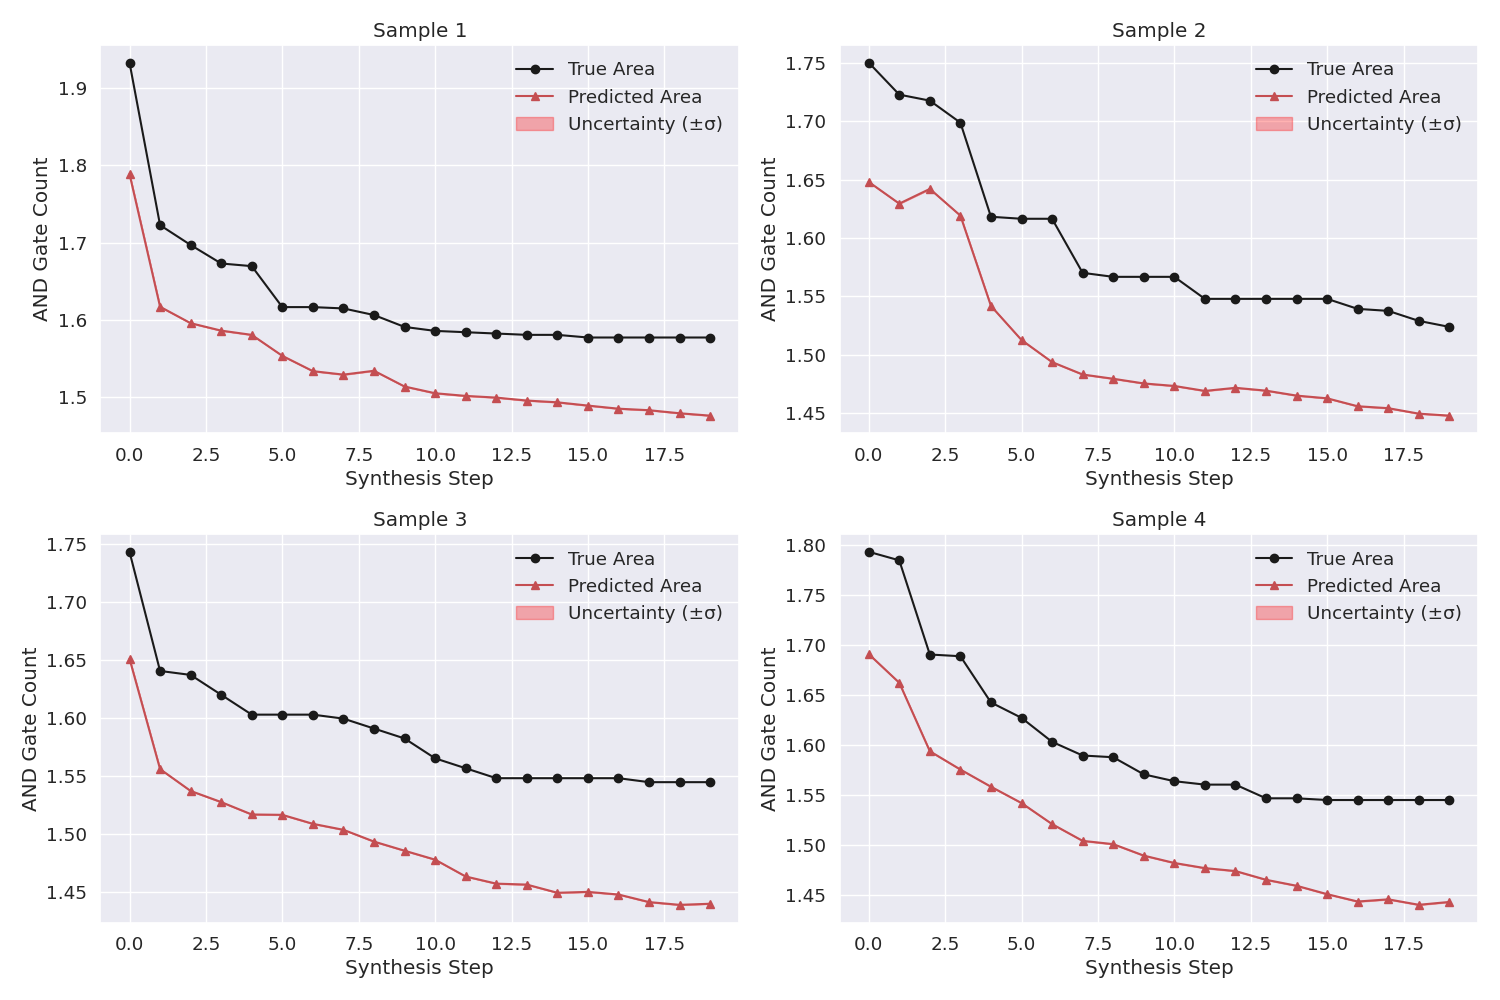 Sample 1
AND Gate Count
1.9
1.8
1.7
1.6
1.5
True Area
Predicted Area
Uncertainty (±σ)
0.0 2.5 5.0 7.5 10.0 12.5 15.0 17.5
Synthesis Step
Sample 2
AND Gate Count
1.75
1.70
1.65
1.60
1.55
1.50
1.45
True Area
Predicted Area
Uncertainty (±σ)
0.0 2.5 5.0 7.5 10.0 12.5 15.0 17.5
Synthesis Step
Sample 3
AND Gate Count
1.75
1.70
1.65
1.60
1.55
1.50
1.45
True Area
Predicted Area
Uncertainty (±σ)
0.0 2.5 5.0 7.5 10.0 12.5 15.0 17.5
Synthesis Step
Sample 4
AND Gate Count
1.80
1.75
1.70
1.65
1.60
1.55
1.50
1.45
True Area
Predicted Area
Uncertainty (±σ)
0.0 2.5 5.0 7.5 10.0 12.5 15.0 17.5
Synthesis Step